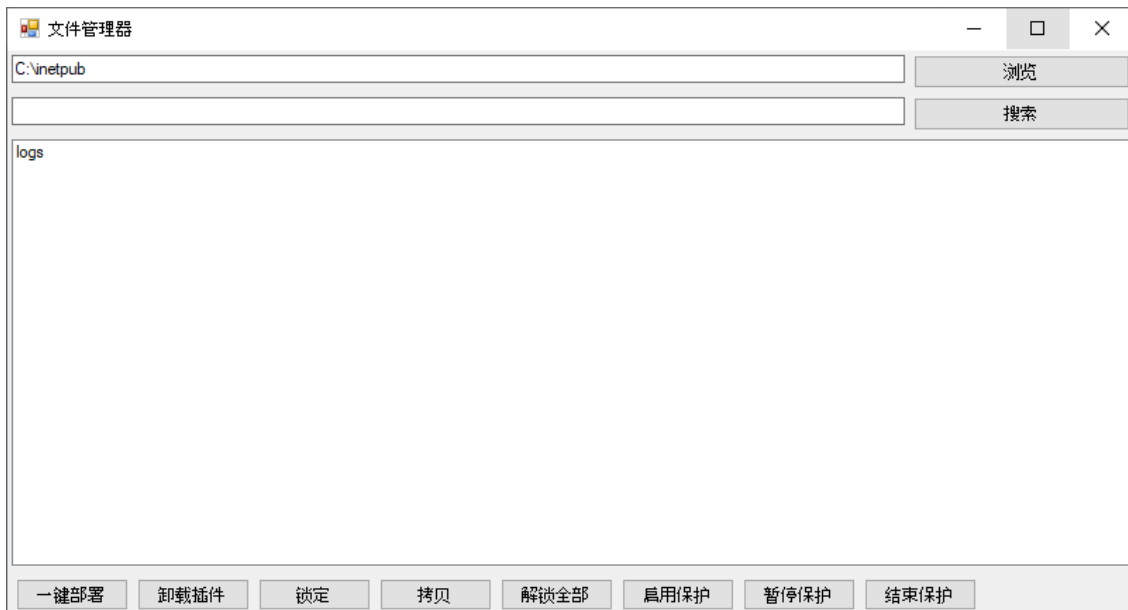 文件管理器
C:\inetpub
浏览
搜索
logs
一键部署 卸载插件 锁定 拷贝 解锁全部 启用保护 暂停保护 结束保护